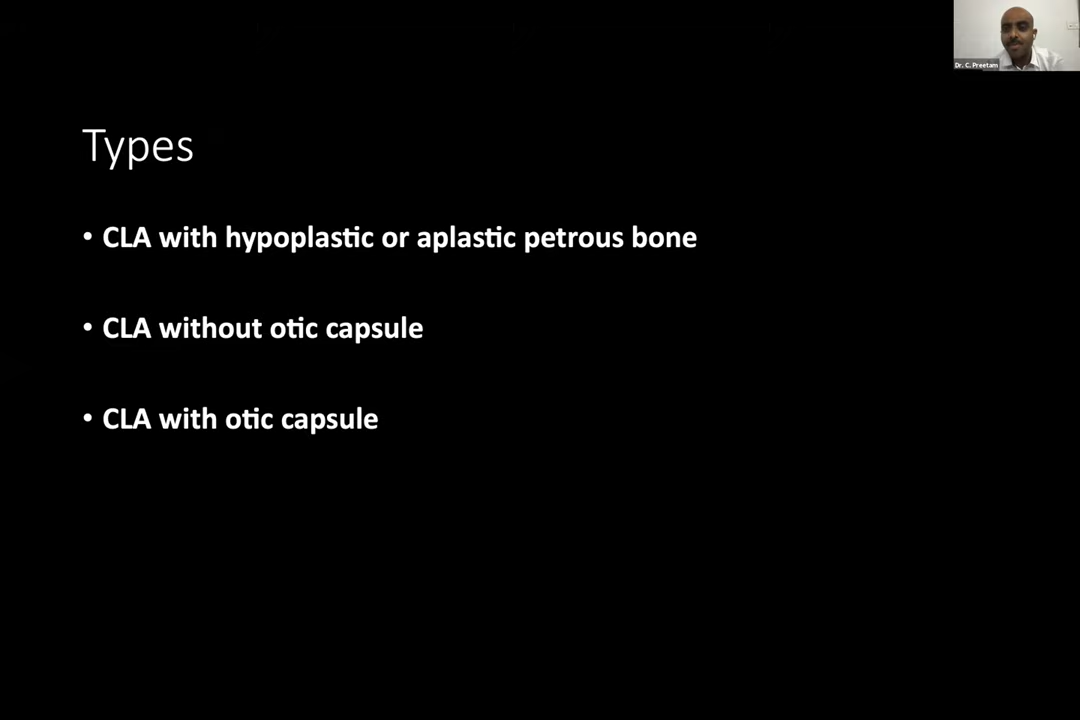 Dr. C. Preetam
Types
• CLA with hypoplastic or aplastic petrous bone
• CLA without otic capsule
• CLA with otic capsule